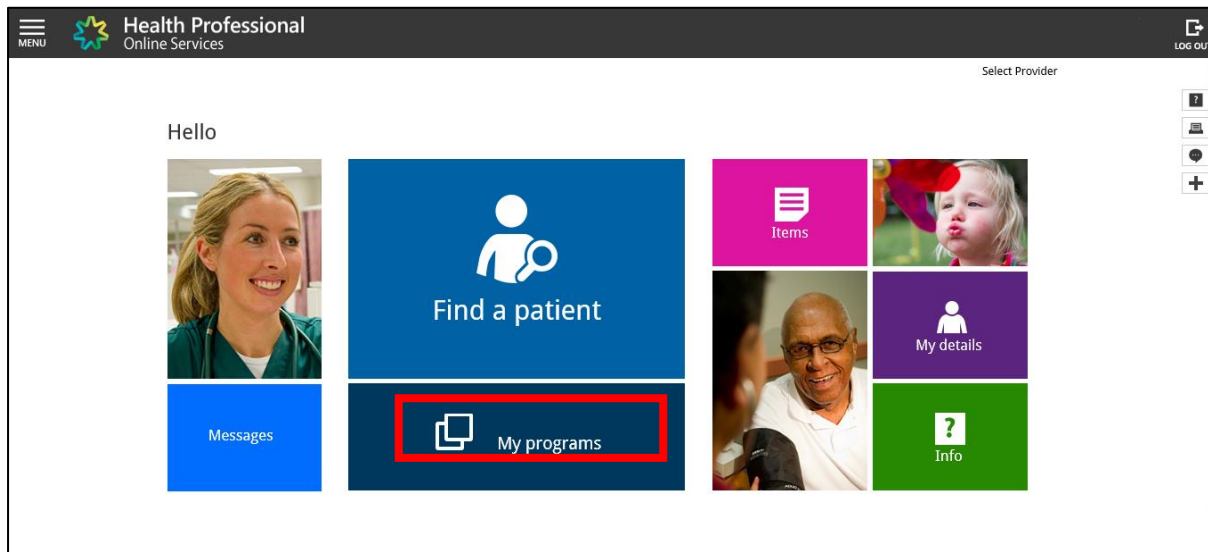 MENU
Health Professional
Online Services
LOG OUT
Select Provider
Hello
Find a patient
Items
My details
Messages
My programs
?
Info